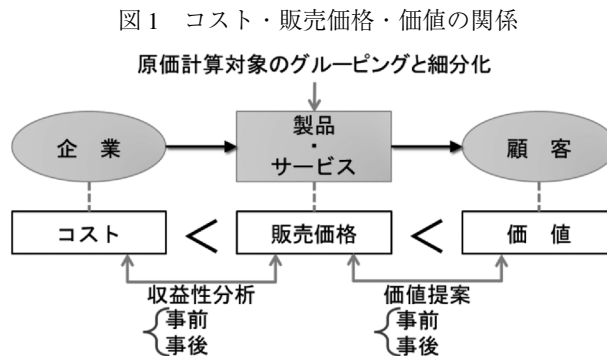 図1 コスト・販売価格・価値の関係
原価計算対象のグルーピングと細分化
企 業
製品
・
サービス
顧 客
コスト
<
販売価格
<
価 値
収益性分析
事前
事後
価値提案
事前
事後